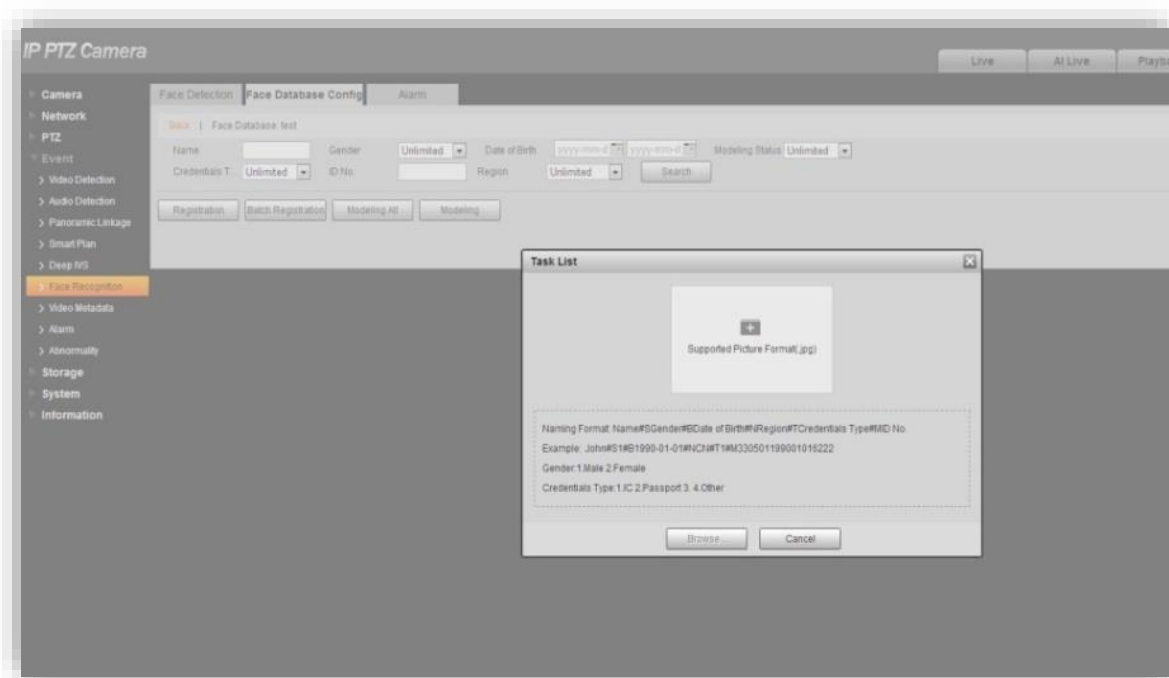 IP PTZ Camera
Live AI Live Playba
Camera
Network
PTZ
Event
Video Detection
Audio Detection
Panoramic Linkage
Smart Plan
Deep IVS
Face Recognition
Video Metadata
Alarm
Abnormality
Storage
System
Information
Face Detection Face Database Config Alarm
Back | Face Database: test
Name Gender Unlimited Date of Birth yyyy-mm-d yyyy-mm-d Modeling Status Unlimited
Credentials T... Unlimited ID No. Region Unlimited Search
Registration Batch Registration Modeling All Modeling
Task List
Supported Picture Format(.jpg)
Naming Format: Name#SGender#BDate of Birth#NRegion#TCredentials Type#MID No.
Example: John#S1#B1990-01-01#NCN#T1#M330501199001016222
Gender:1.Male 2.Female
Credentials Type:1.IC 2.Passport 3. 4.Other
Browse... Cancel